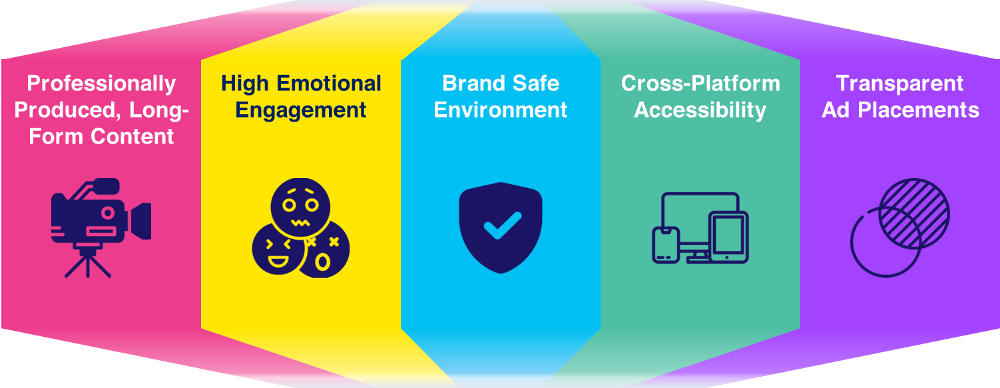 Professionally
Produced, Long-
Form Content
High Emotional
Engagement
Brand Safe
Environment
Cross-Platform
Accessibility
Transparent
Ad Placements